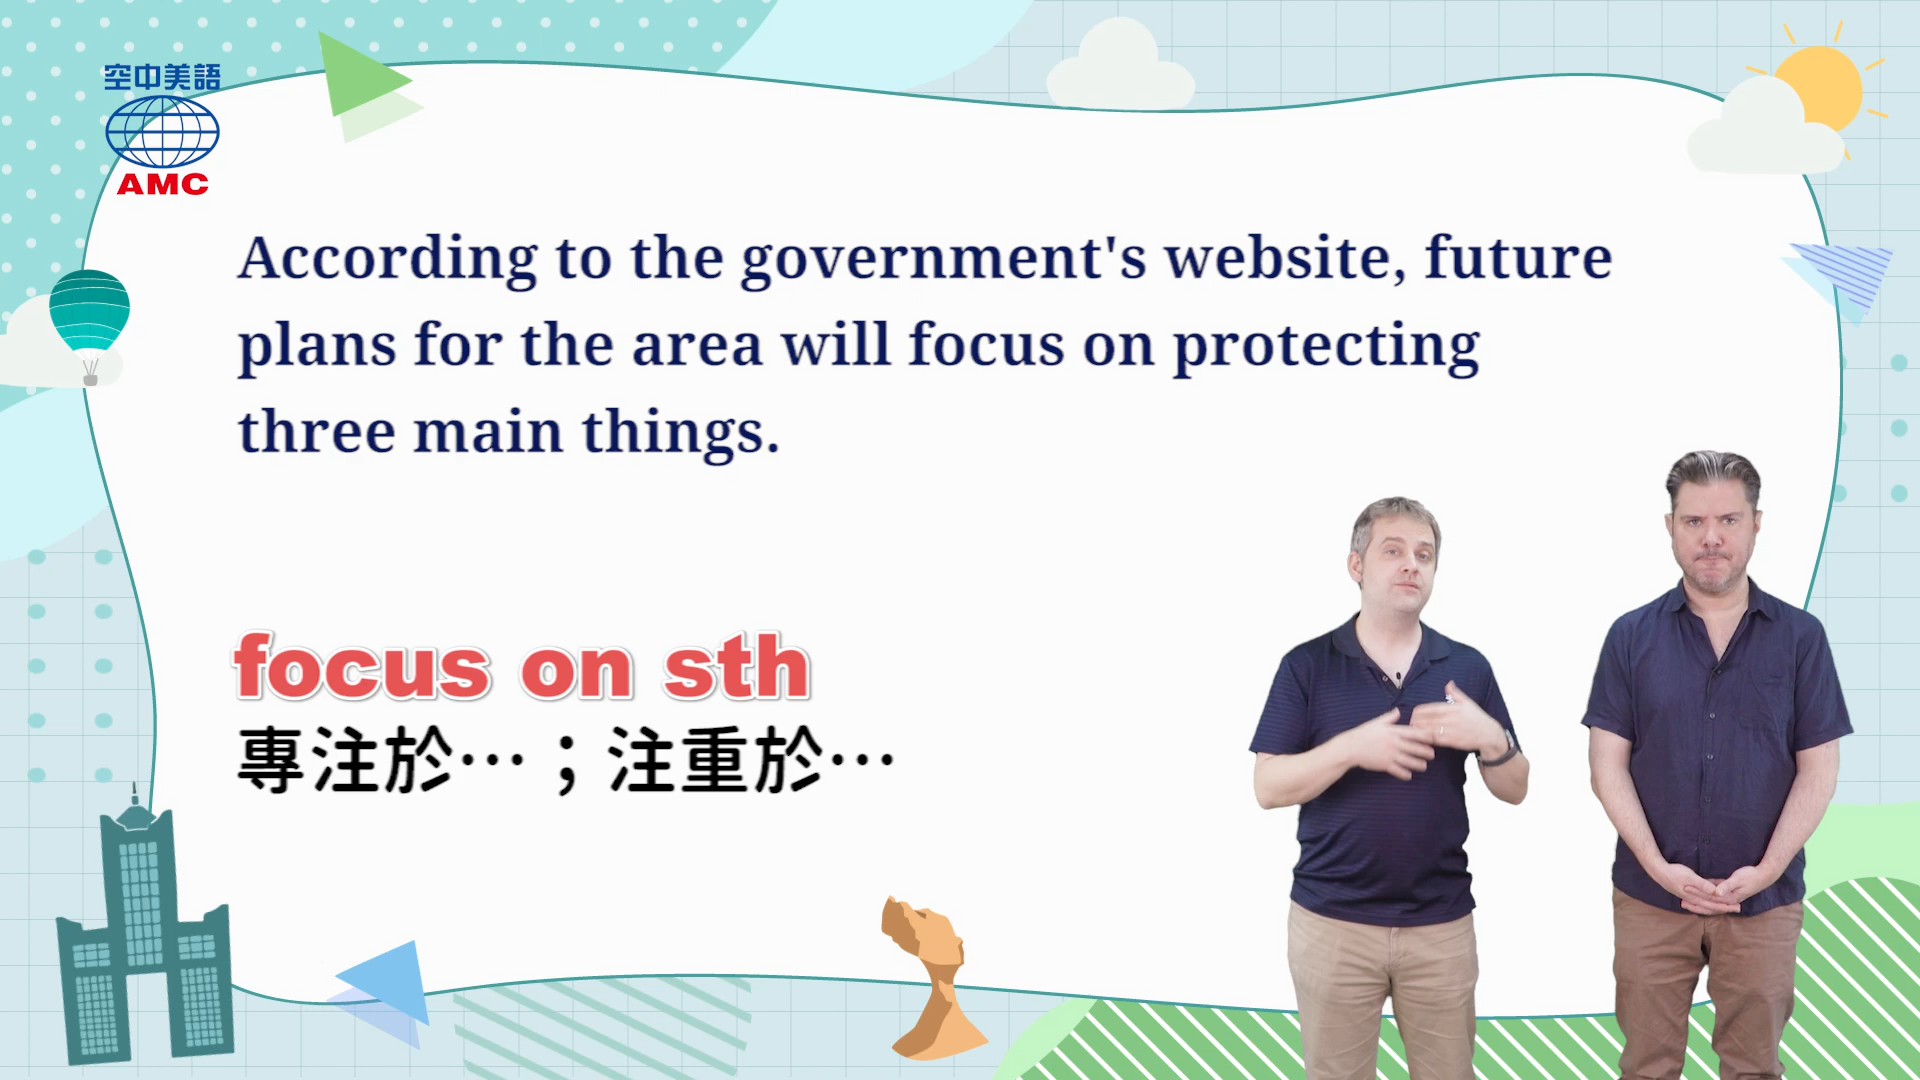 空中美語
AMC
According to the government's website, future
plans for the area will focus on protecting
three main things.
focus on sth
專注於…；注重於…